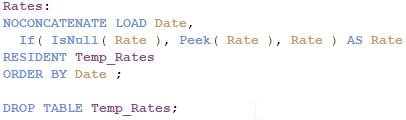 Rates:
NOCONCATENATE LOAD Date,
If( IsNull( Rate ), Peek( Rate ), Rate ) AS Rate
RESIDENT Temp_Rates
ORDER BY Date ;
DROP TABLE Temp_Rates;